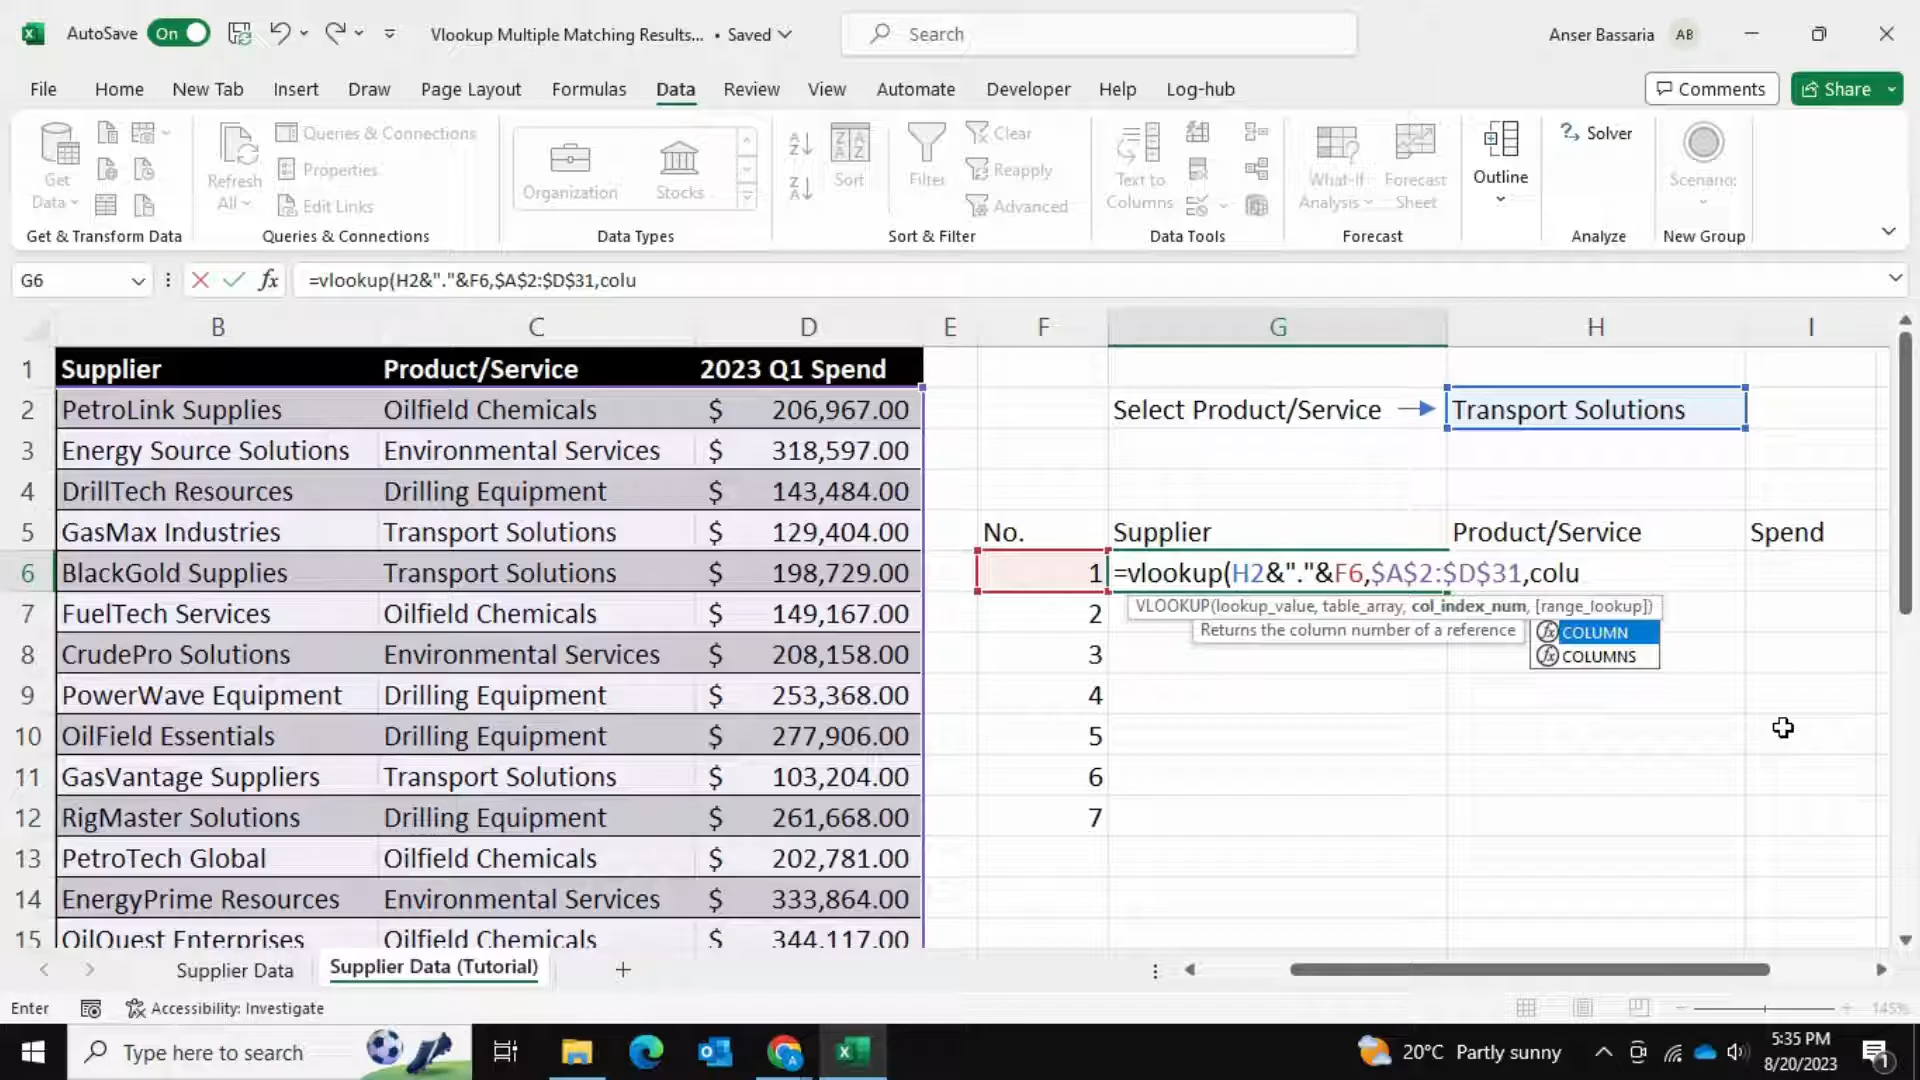 AutoSave On Vlookup Multiple Matching Results... • Saved Search Anser Bassaria AB
File Home New Tab Insert Draw Page Layout Formulas Data Review View Automate Developer Help Log-hub Comments Share
Get Data
Refresh All
Queries & Connections
Properties
Edit Links
Organization Stocks
Sort
Filter
Clear
Reapply
Advanced
Text to Columns
What-If Analysis
Forecast Sheet
Outline
Solver
Scenario:
Get & Transform Data Queries & Connections Data Types Sort & Filter Data Tools Forecast Analyze New Group
G6 fx =vlookup(H2&"."&F6,$A$2:$D$31,colu
B C D E F G H I
1 Supplier Product/Service 2023 Q1 Spend
2 PetroLink Supplies Oilfield Chemicals $ 206,967.00 Select Product/Service Transport Solutions
3 Energy Source Solutions Environmental Services $ 318,597.00
4 DrillTech Resources Drilling Equipment $ 143,484.00
5 GasMax Industries Transport Solutions $ 129,404.00 No. Supplier Product/Service Spend
6 BlackGold Supplies Transport Solutions $ 198,729.00 1 =vlookup(H2&"."&F6,$A$2:$D$31,colu
VLOOKUP(lookup_value, table_array, col_index_num, [range_lookup])
7 FuelTech Services Oilfield Chemicals $ 149,167.00 2
Returns the column number of a reference COLUMN
COLUMNS
8 CrudePro Solutions Environmental Services $ 208,158.00 3
9 PowerWave Equipment Drilling Equipment $ 253,368.00 4
10 OilField Essentials Drilling Equipment $ 277,906.00 5
11 GasVantage Suppliers Transport Solutions $ 103,204.00 6
12 RigMaster Solutions Drilling Equipment $ 261,668.00 7
13 PetroTech Global Oilfield Chemicals $ 202,781.00
14 EnergyPrime Resources Environmental Services $ 333,864.00
15 OilQuest Enterprises Oilfield Chemicals $ 344,117.00
Supplier Data Supplier Data (Tutorial)
Enter Accessibility: Investigate 145%
Type here to search 20°C Partly sunny 5:35 PM
8/20/2023 1